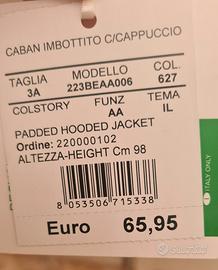 CABAN IMBOTTITO C/CAPPUCCIO
TAGLIA MODELLO COL.
3A 223BEAA006 627
COLSTORY FUNZ TEMA
AA IL
PADDED HOODED JACKET
Ordine: 220000102
ALTEZZA-HEIGHT Cm 98
8 053506 715338
Euro 65,95
ITALY ONLY
subito